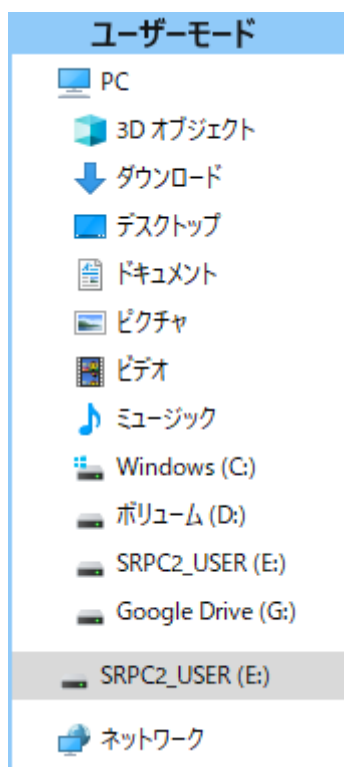 ユーザーモード
PC
3D オブジェクト
ダウンロード
デスクトップ
ドキュメント
ピクチャ
ビデオ
ミュージック
Windows (C:)
ボリューム (D:)
SRPC2_USER (E:)
Google Drive (G:)
SRPC2_USER (E:)
ネットワーク